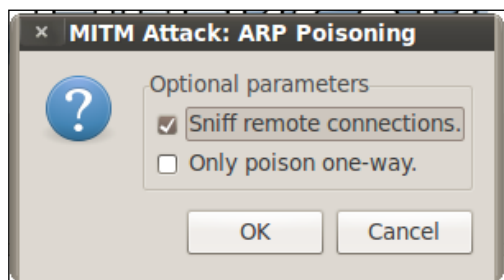 × MITM Attack: ARP Poisoning
Optional parameters
Sniff remote connections.
Only poison one-way.
OK Cancel